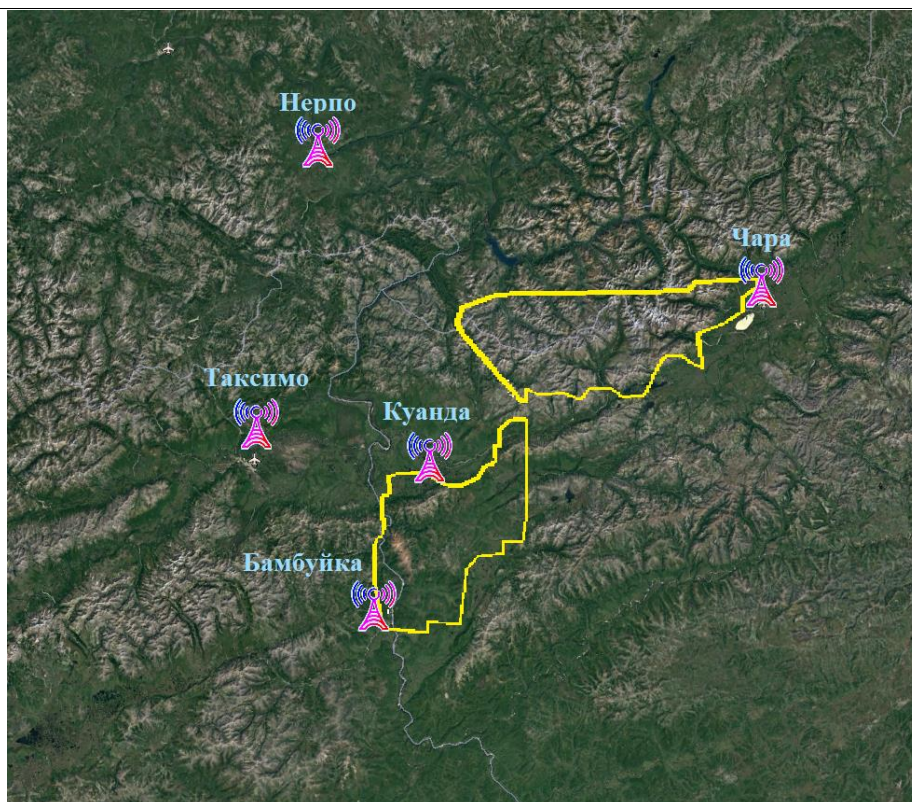 Нерпо
Чара
Таксимо
Куанда
Бамбуйка